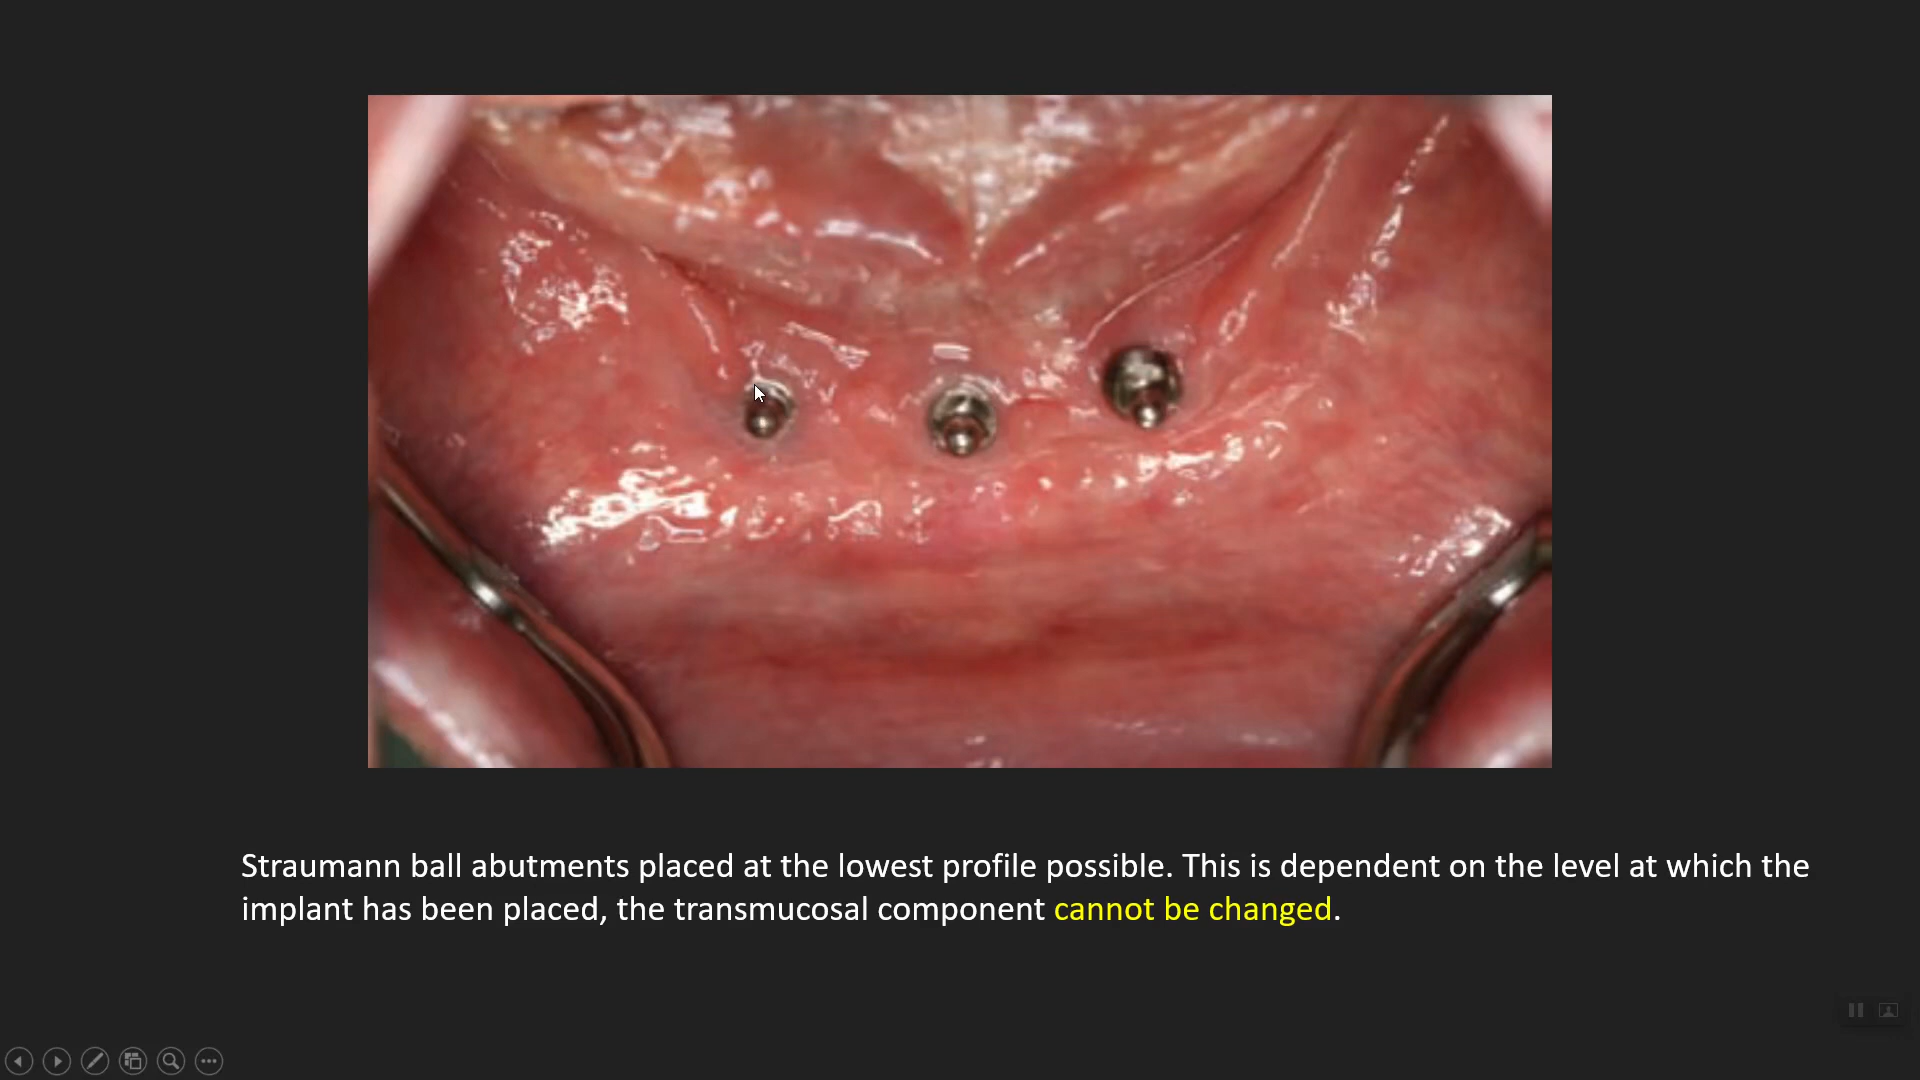 Straumann ball abutments placed at the lowest profile possible. This is dependent on the level at which the
implant has been placed, the transmucosal component cannot be changed.